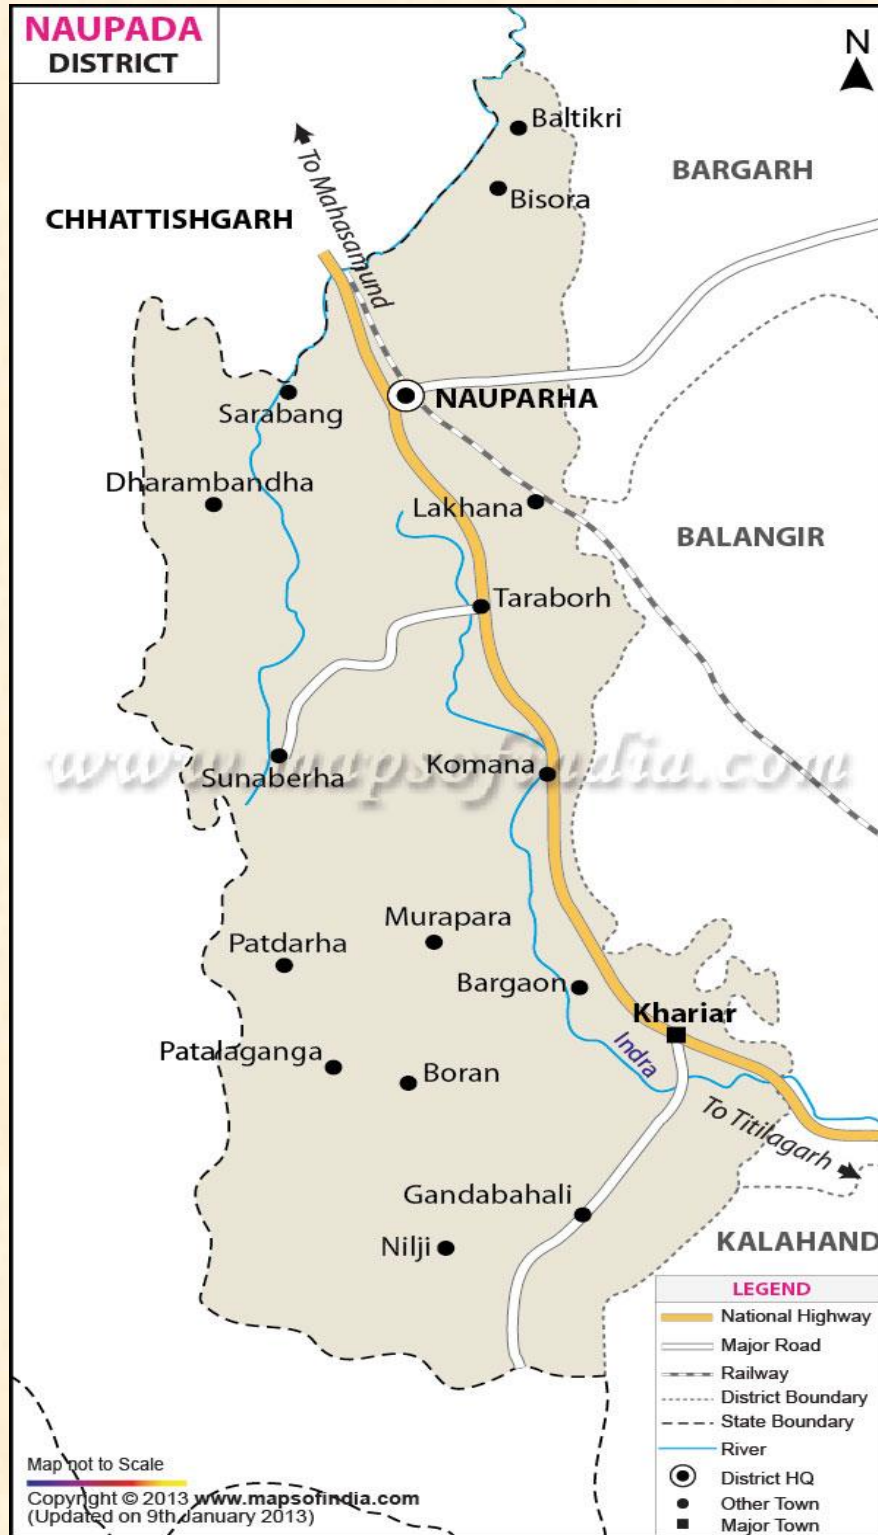 NAUPADA
DISTRICT
N
Baltikri
BARGARH
Bisora
To Mahasamund
CHHATTISHGARH
NAUPARHA
Sarabang
Dharambandha
Lakhana
BALANGIR
Taraborh
www.mapsofindia.com
Komana
Sunaberha
Murapara
Patdarha
Bargaon
Khariar
Indra
Patalaganga
Boran
To Titilagarh
Gandabahali
Nilji
KALAHAND
LEGEND
National Highway
Major Road
Railway
District Boundary
State Boundary
River
District HQ
Other Town
Major Town
Map not to Scale
Copyright © 2013 www.mapsofindia.com
(Updated on 9th January 2013)